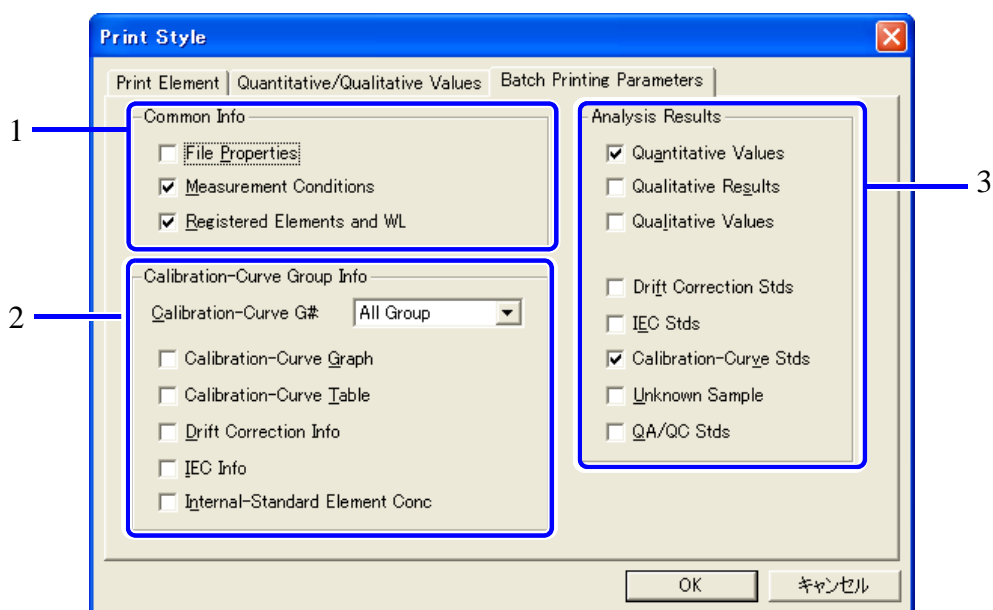 Print Style
Print Element Quantitative/Qualitative Values Batch Printing Parameters
1
Common Info
File Properties
Measurement Conditions
Registered Elements and WL
2
Calibration-Curve Group Info
Calibration-Curve G# All Group
Calibration-Curve Graph
Calibration-Curve Table
Drift Correction Info
IEC Info
Internal-Standard Element Conc
3
Analysis Results
Quantitative Values
Qualitative Results
Qualitative Values
Drift Correction Stds
IEC Stds
Calibration-Curve Stds
Unknown Sample
QA/QC Stds
OK キャンセル